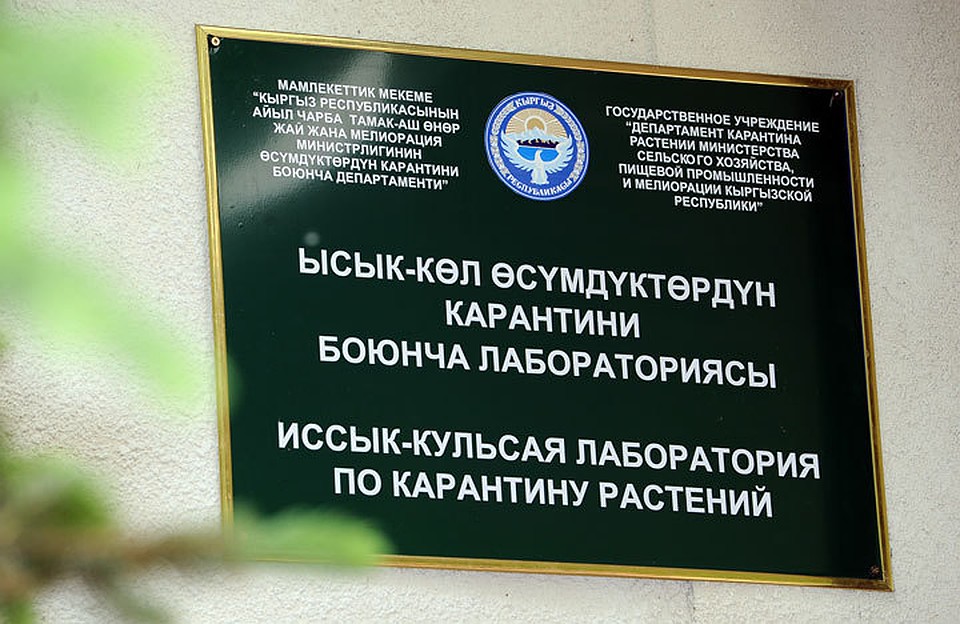 МАМЛЕКЕТТИК МЕКЕМЕ
“КЫРГЫЗ РЕСПУБЛИКАСЫНЫН
АЙЫЛ ЧАРБА ТАМАК-АШ ӨНӨР
ЖАЙ ЖАНА МЕЛИОРАЦИЯ
МИНИСТРЛИГИНИН
ӨСҮМДҮКТӨРДҮН КАРАНТИНИ
БОЮНЧА ДЕПАРТАМЕНТИ”
КЫРГЫЗ
РЕСПУБЛИКАСЫ
ГОСУДАРСТВЕННОЕ УЧРЕЖДЕНИЕ
“ДЕПАРТАМЕНТ КАРАНТИНА
РАСТЕНИИ МИНИСТЕРСТВА
СЕЛЬСКОГО ХОЗЯЙСТВА,
ПИЩЕВОЙ ПРОМЫШЛЕННОСТИ
И МЕЛИОРАЦИИ КЫРГЫЗСКОЙ
РЕСПУБЛИКИ”
ЫСЫК-КӨЛ ӨСҮМДҮКТӨРДҮН
КАРАНТИНИ
БОЮНЧА ЛАБОРАТОРИЯСЫ
ИССЫК-КУЛЬСАЯ ЛАБОРАТОРИЯ
ПО КАРАНТИНУ РАСТЕНИЙ